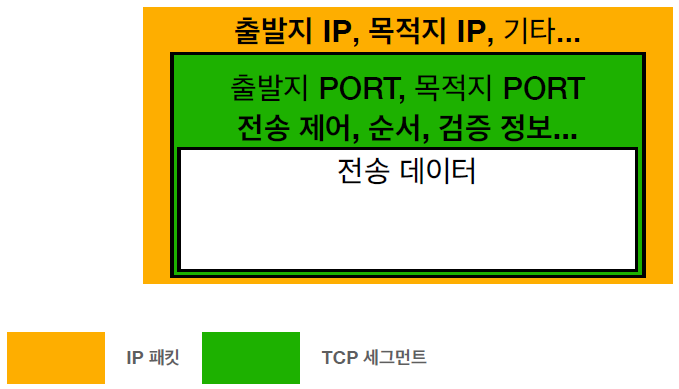 출발지 IP, 목적지 IP, 기타...
출발지 PORT, 목적지 PORT
전송 제어, 순서, 검증 정보...
전송 데이터
IP 패킷
TCP 세그먼트